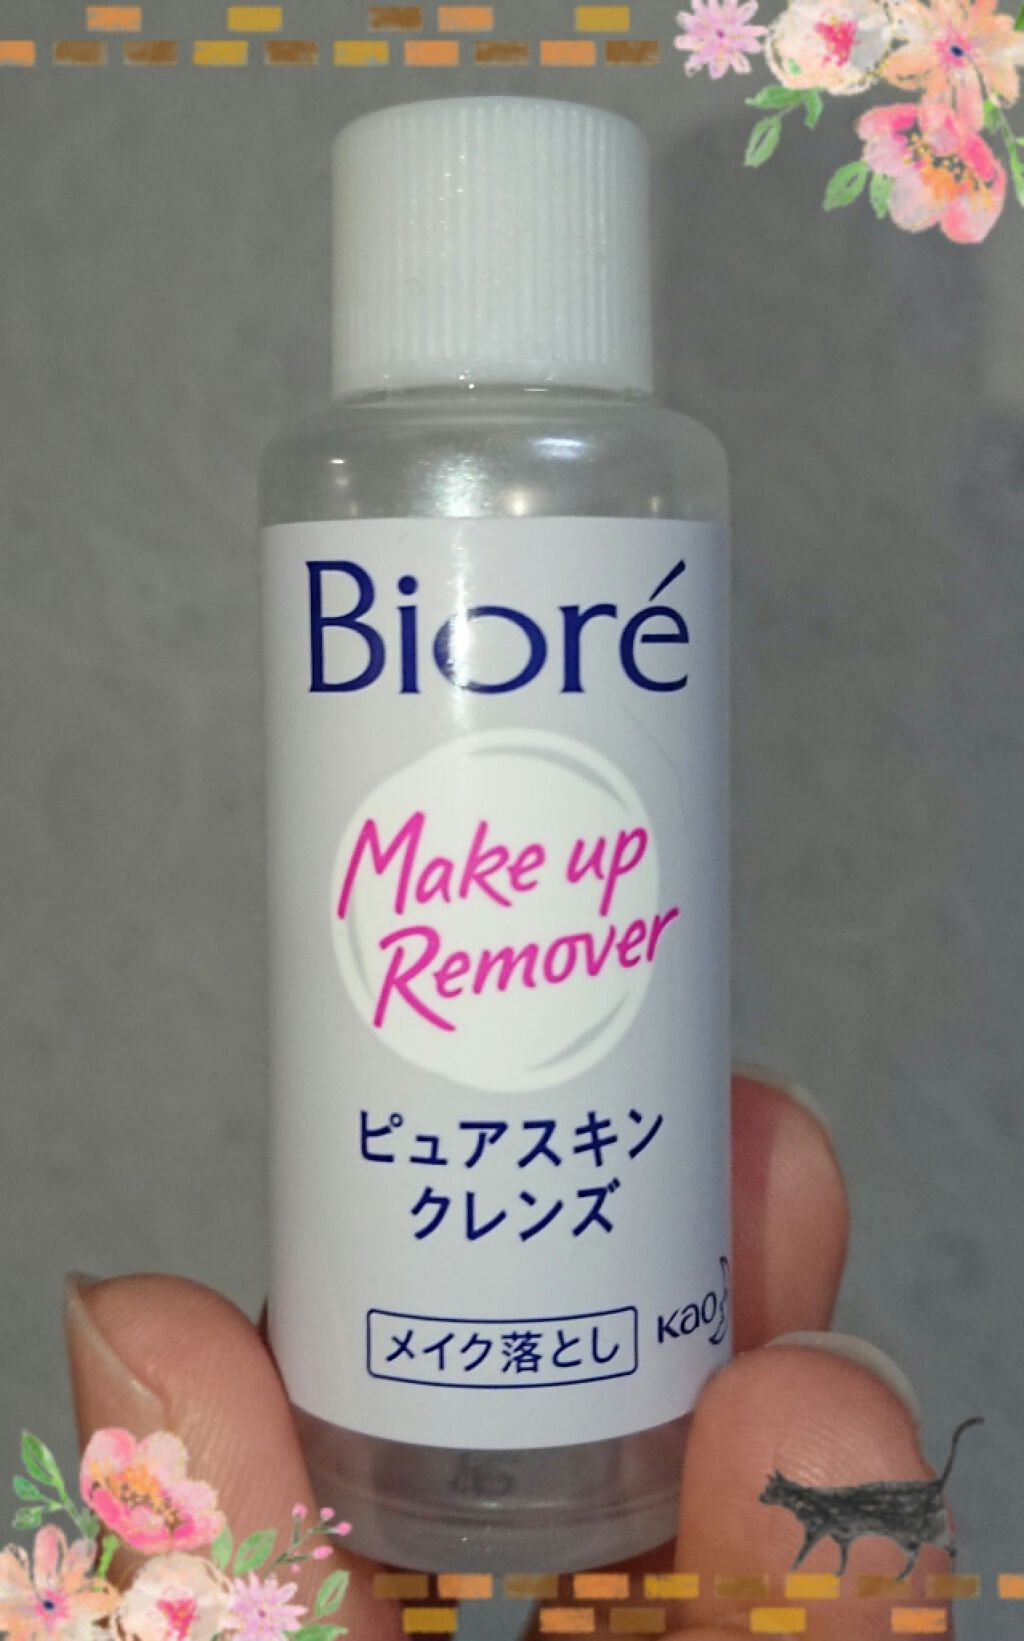 Bioré
Make up
Remover
ピュアスキン
クレンズ
メイク落とし
Kao